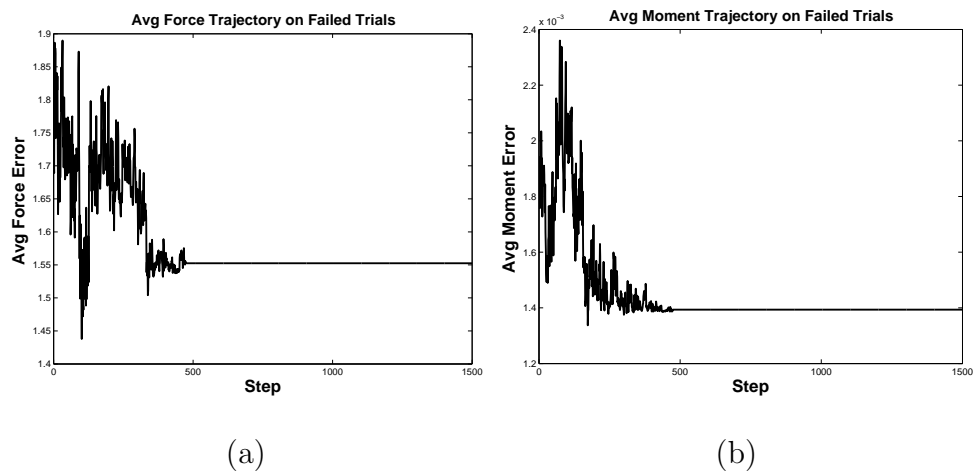 Avg Force Trajectory on Failed Trials
1.9
1.85
1.8
1.75
1.7
1.65
1.6
1.55
1.5
1.45
1.4
Avg Force Error
0
500
1000
1500
Step
(a)
Avg Moment Trajectory on Failed Trials
x 10⁻³
2.4
2.2
2
1.8
1.6
1.4
1.2
Avg Moment Error
0
500
1000
1500
Step
(b)